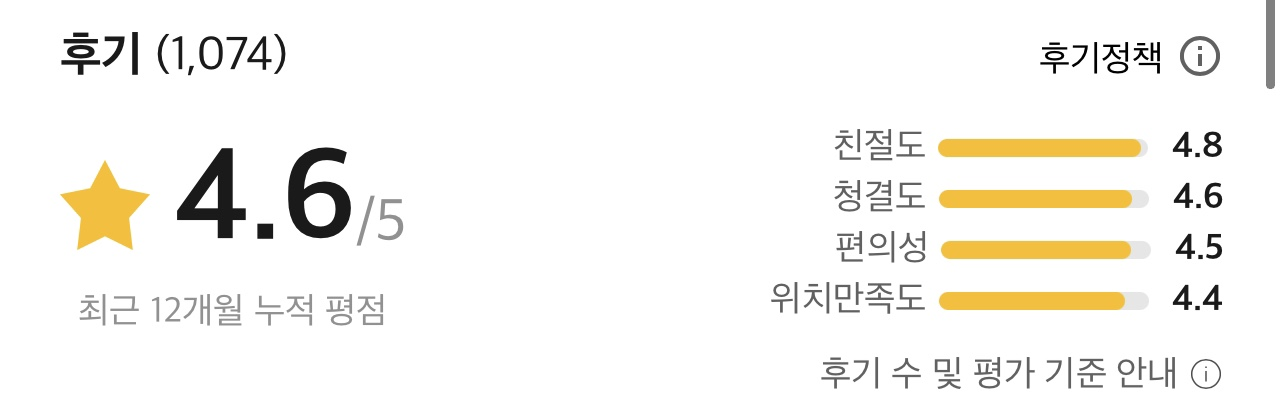 후기 (1,074)
후기정책
4.6/5
최근 12개월 누적 평점
친절도 4.8
청결도 4.6
편의성 4.5
위치만족도 4.4
후기 수 및 평가 기준 안내